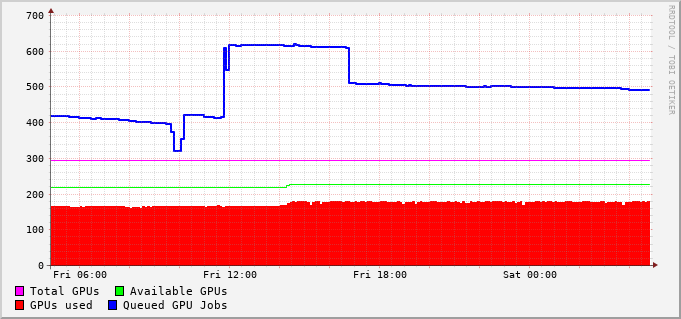 700
600
500
400
300
200
100
0
Fri 06:00 Fri 12:00 Fri 18:00 Sat 00:00
Total GPUs Available GPUs
GPUs used Queued GPU Jobs
RRDTOOL / TOBI OETIKER